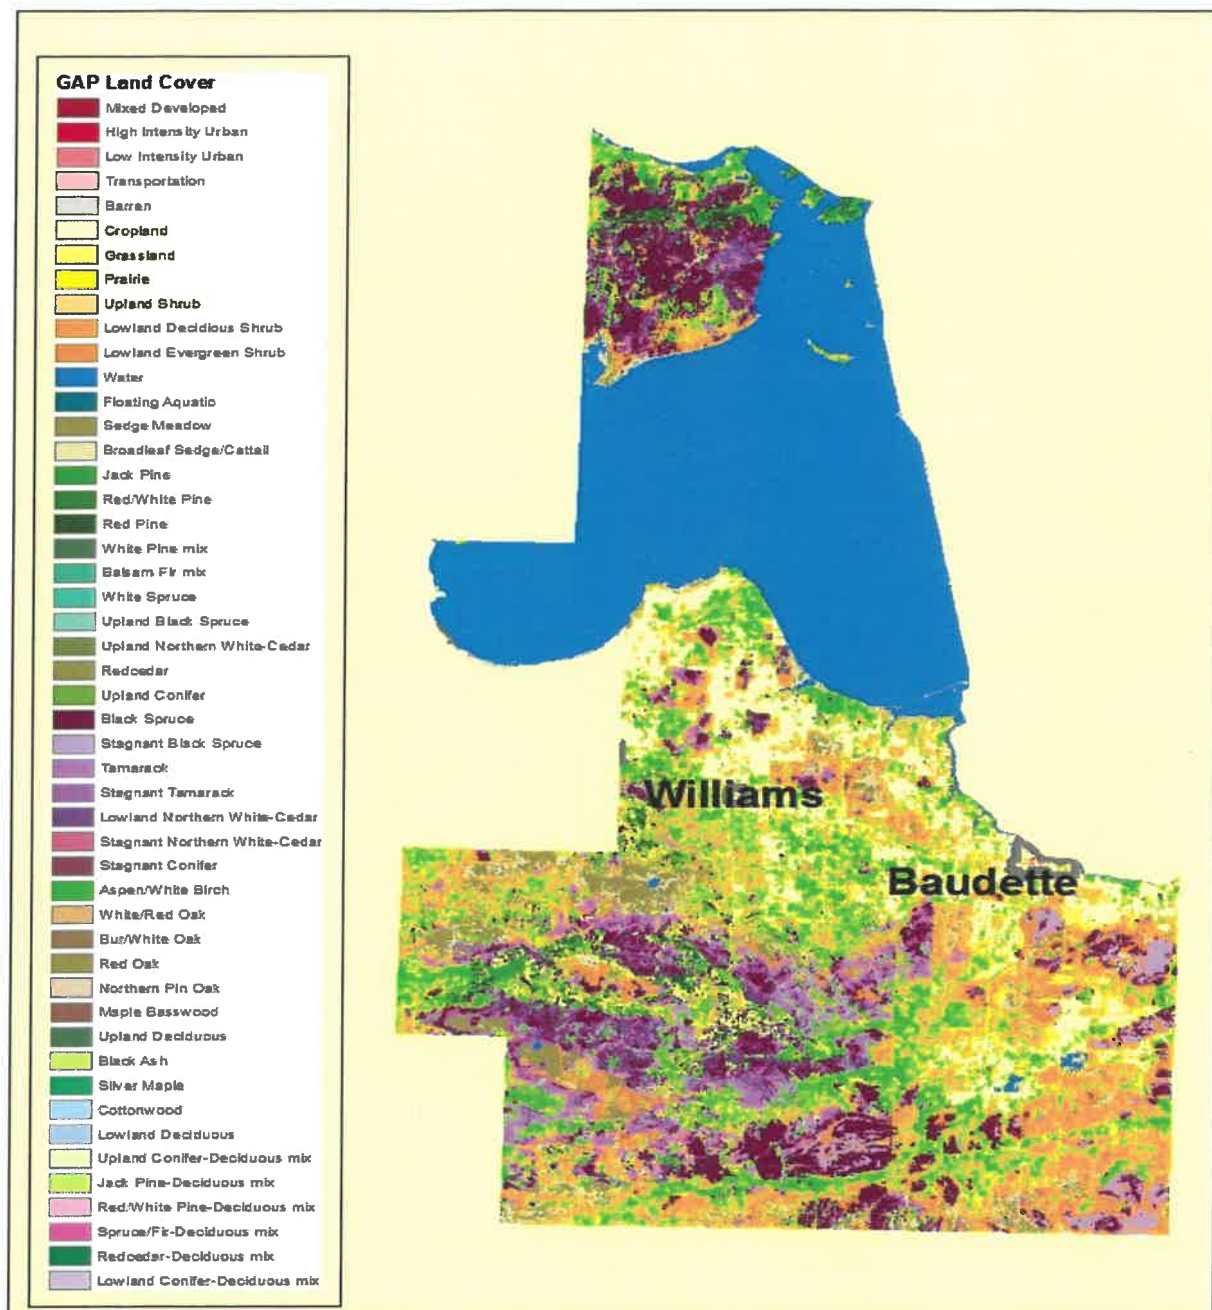 GAP Land Cover
Mixed Developed
High Intensity Urban
Low Intensity Urban
Transportation
Barren
Cropland
Grassland
Prairie
Upland Shrub
Lowland Decidious Shrub
Lowland Evergreen Shrub
Water
Floating Aquatic
Sedge Meadow
Broadleaf Sedge/Cattail
Jack Pine
Red/White Pine
Red Pine
White Pine mix
Balsam Fir mix
White Spruce
Upland Black Spruce
Upland Northern White-Cedar
Redcedar
Upland Conifer
Black Spruce
Stagnant Black Spruce
Tamarack
Stagnant Tamarack
Lowland Northern White-Cedar
Stagnant Northern White-Cedar
Stagnant Conifer
Aspen/White Birch
White/Red Oak
Bur/White Oak
Red Oak
Northern Pin Oak
Maple Basswood
Upland Deciduous
Black Ash
Silver Maple
Cottonwood
Lowland Deciduous
Upland Conifer-Deciduous mix
Jack Pine-Deciduous mix
Red/White Pine-Deciduous mix
Spruce/Fir-Deciduous mix
Redcedar-Deciduous mix
Lowland Conifer-Deciduous mix
Williams
Baudette